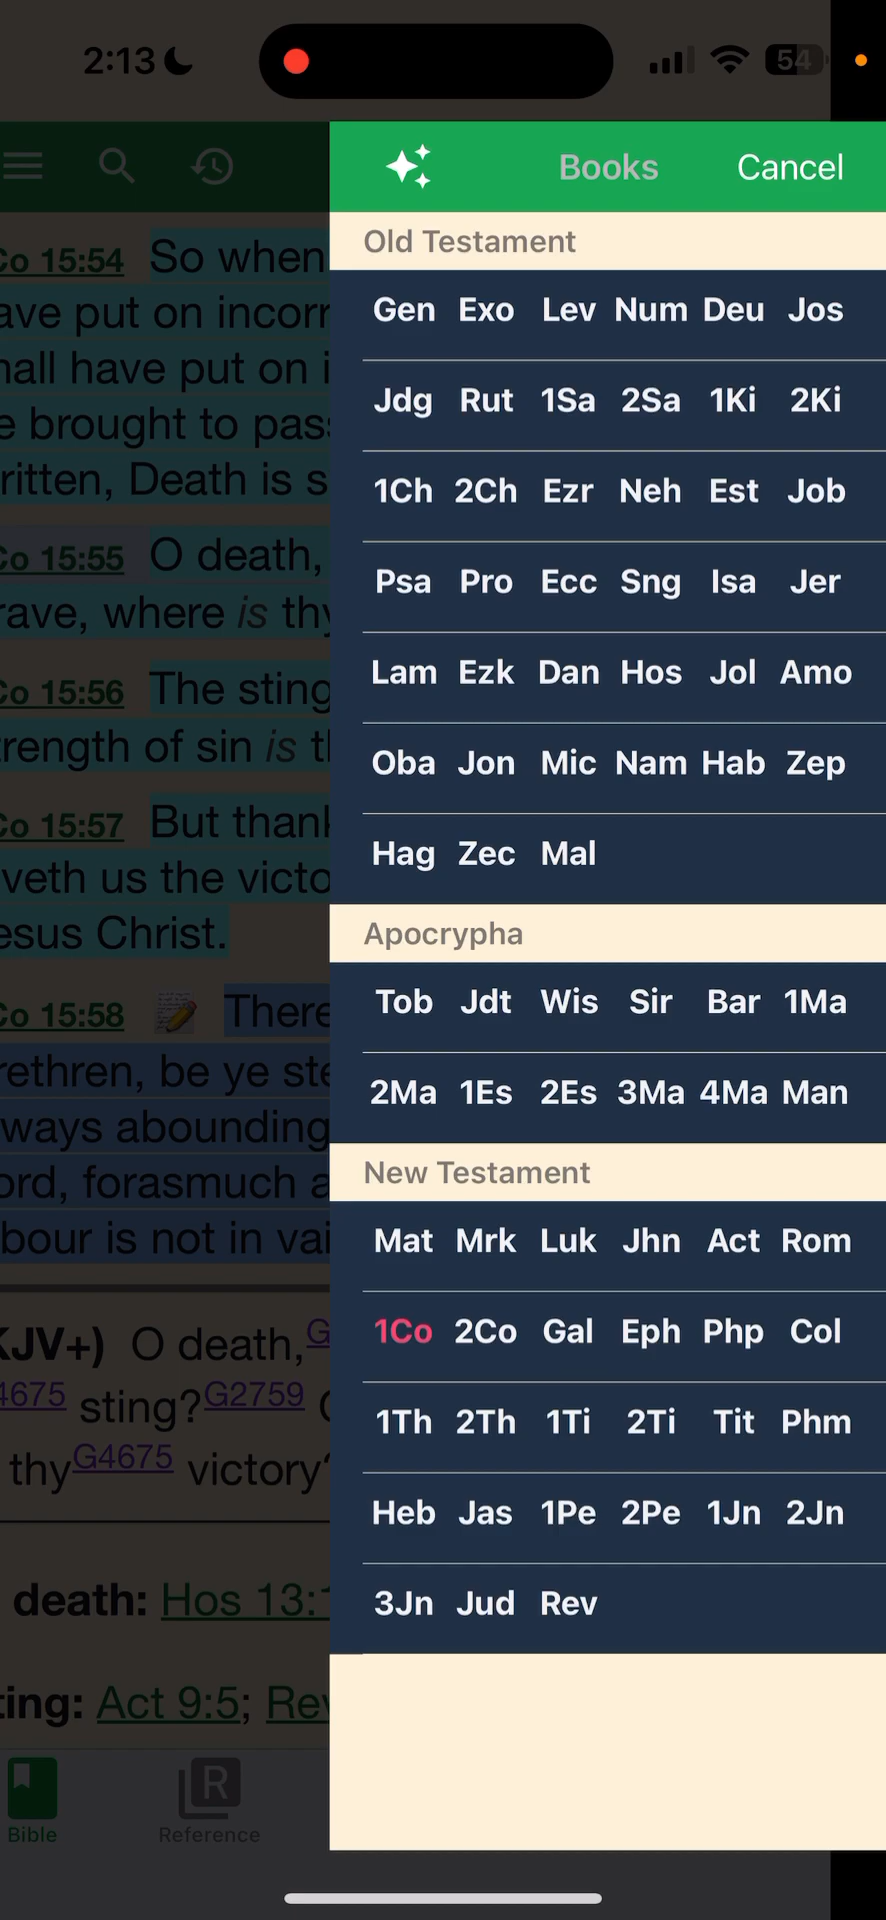 2:13
54
Books Cancel
Old Testament
Gen Exo Lev Num Deu Jos
Jdg Rut 1Sa 2Sa 1Ki 2Ki
1Ch 2Ch Ezr Neh Est Job
Psa Pro Ecc Sng Isa Jer
Lam Ezk Dan Hos Jol Amo
Oba Jon Mic Nam Hab Zep
Hag Zec Mal
Apocrypha
Tob Jdt Wis Sir Bar 1Ma
2Ma 1Es 2Es 3Ma 4Ma Man
New Testament
Mat Mrk Luk Jhn Act Rom
1Co 2Co Gal Eph Php Col
1Th 2Th 1Ti 2Ti Tit Phm
Heb Jas 1Pe 2Pe 1Jn 2Jn
3Jn Jud Rev
Co 15:54 So when
ave put on incorr
hall have put on i
e brought to pas
ritten, Death is s
Co 15:55 O death,
rave, where is thy
Co 15:56 The sting
rength of sin is t
Co 15:57 But thank
veth us the victo
esus Christ.
Co 15:58 There
rethren, be ye ste
ways abounding
ord, forasmuch a
bour is not in vai
KJV+) O death,G
4675 sting?G2759
thyG4675 victory
death: Hos 13:1
ting: Act 9:5; Rev
R
Bible Reference